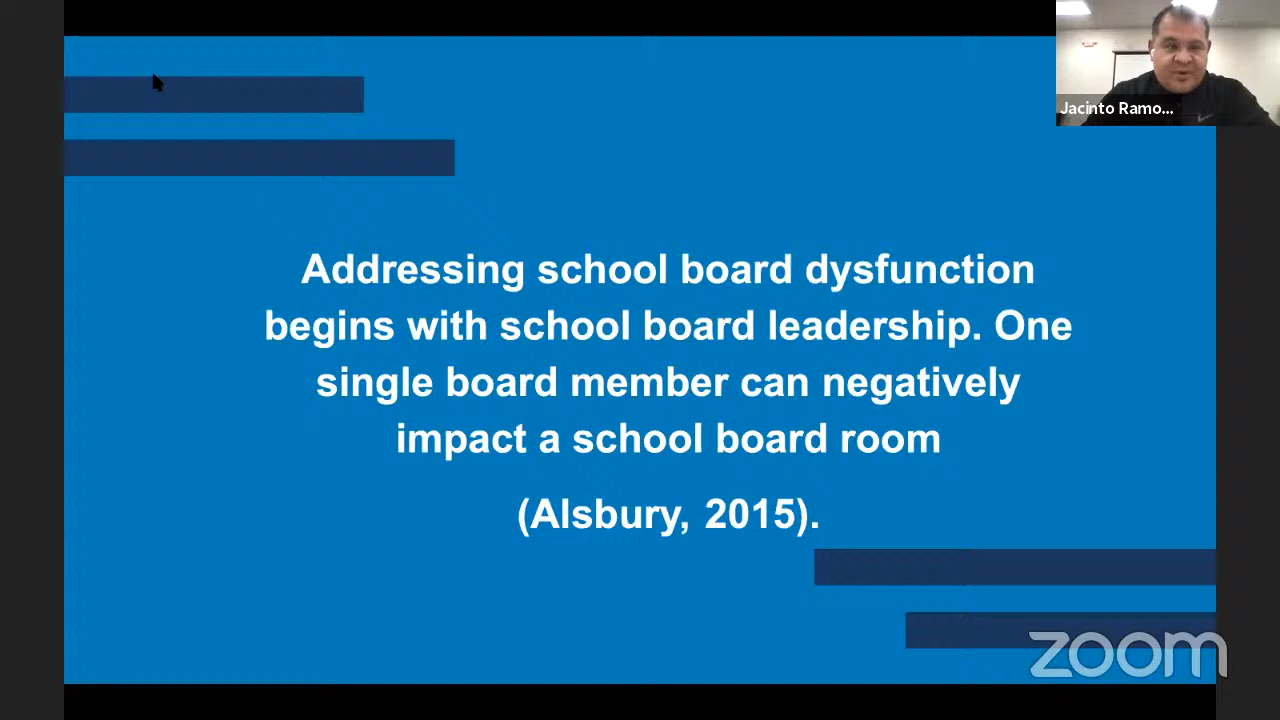 Jacinto Ramo...
Addressing school board dysfunction
begins with school board leadership. One
single board member can negatively
impact a school board room
(Alsbury, 2015).
zoom